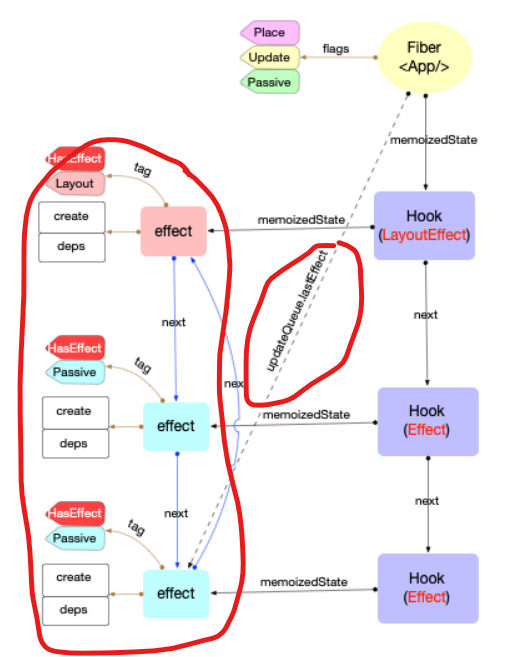 Place
Update
Passive
flags
Fiber
<App/>
memoizedState
HasEffect
Layout
tag
create
deps
effect
memoizedState
Hook
(LayoutEffect)
updateQueue.lastEffect
next
next
HasEffect
Passive
tag
nex
create
deps
effect
memoizedState
Hook
(Effect)
next
next
HasEffect
Passive
tag
create
deps
effect
memoizedState
Hook
(Effect)